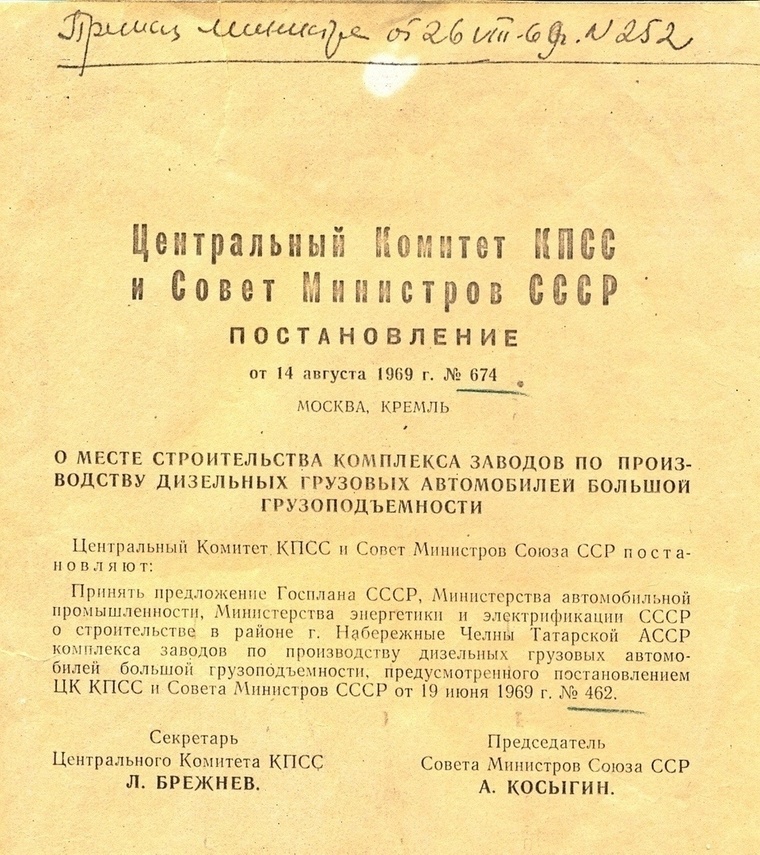 Приказ министра от 26 VIII-69г. N 252
Центральный Комитет КПСС
и Совет Министров СССР
ПОСТАНОВЛЕНИЕ
от 14 августа 1969 г. № 674
МОСКВА, КРЕМЛЬ
О МЕСТЕ СТРОИТЕЛЬСТВА КОМПЛЕКСА ЗАВОДОВ ПО ПРОИЗ-
ВОДСТВУ ДИЗЕЛЬНЫХ ГРУЗОВЫХ АВТОМОБИЛЕЙ БОЛЬШОЙ
ГРУЗОПОДЪЕМНОСТИ
Центральный Комитет КПСС и Совет Министров Союза ССР поста-
новляют:
Принять предложение Госплана СССР, Министерства автомобильной
промышленности, Министерства энергетики и электрификации СССР
о строительстве в районе г. Набережные Челны Татарской АССР
комплекса заводов по производству дизельных грузовых автомо-
билей большой грузоподъемности, предусмотренного постановлением
ЦК КПСС и Совета Министров СССР от 19 июня 1969 г. № 462.
Секретарь
Центрального Комитета КПСС
Л. БРЕЖНЕВ.
Председатель
Совета Министров Союза ССР
А. КОСЫГИН.